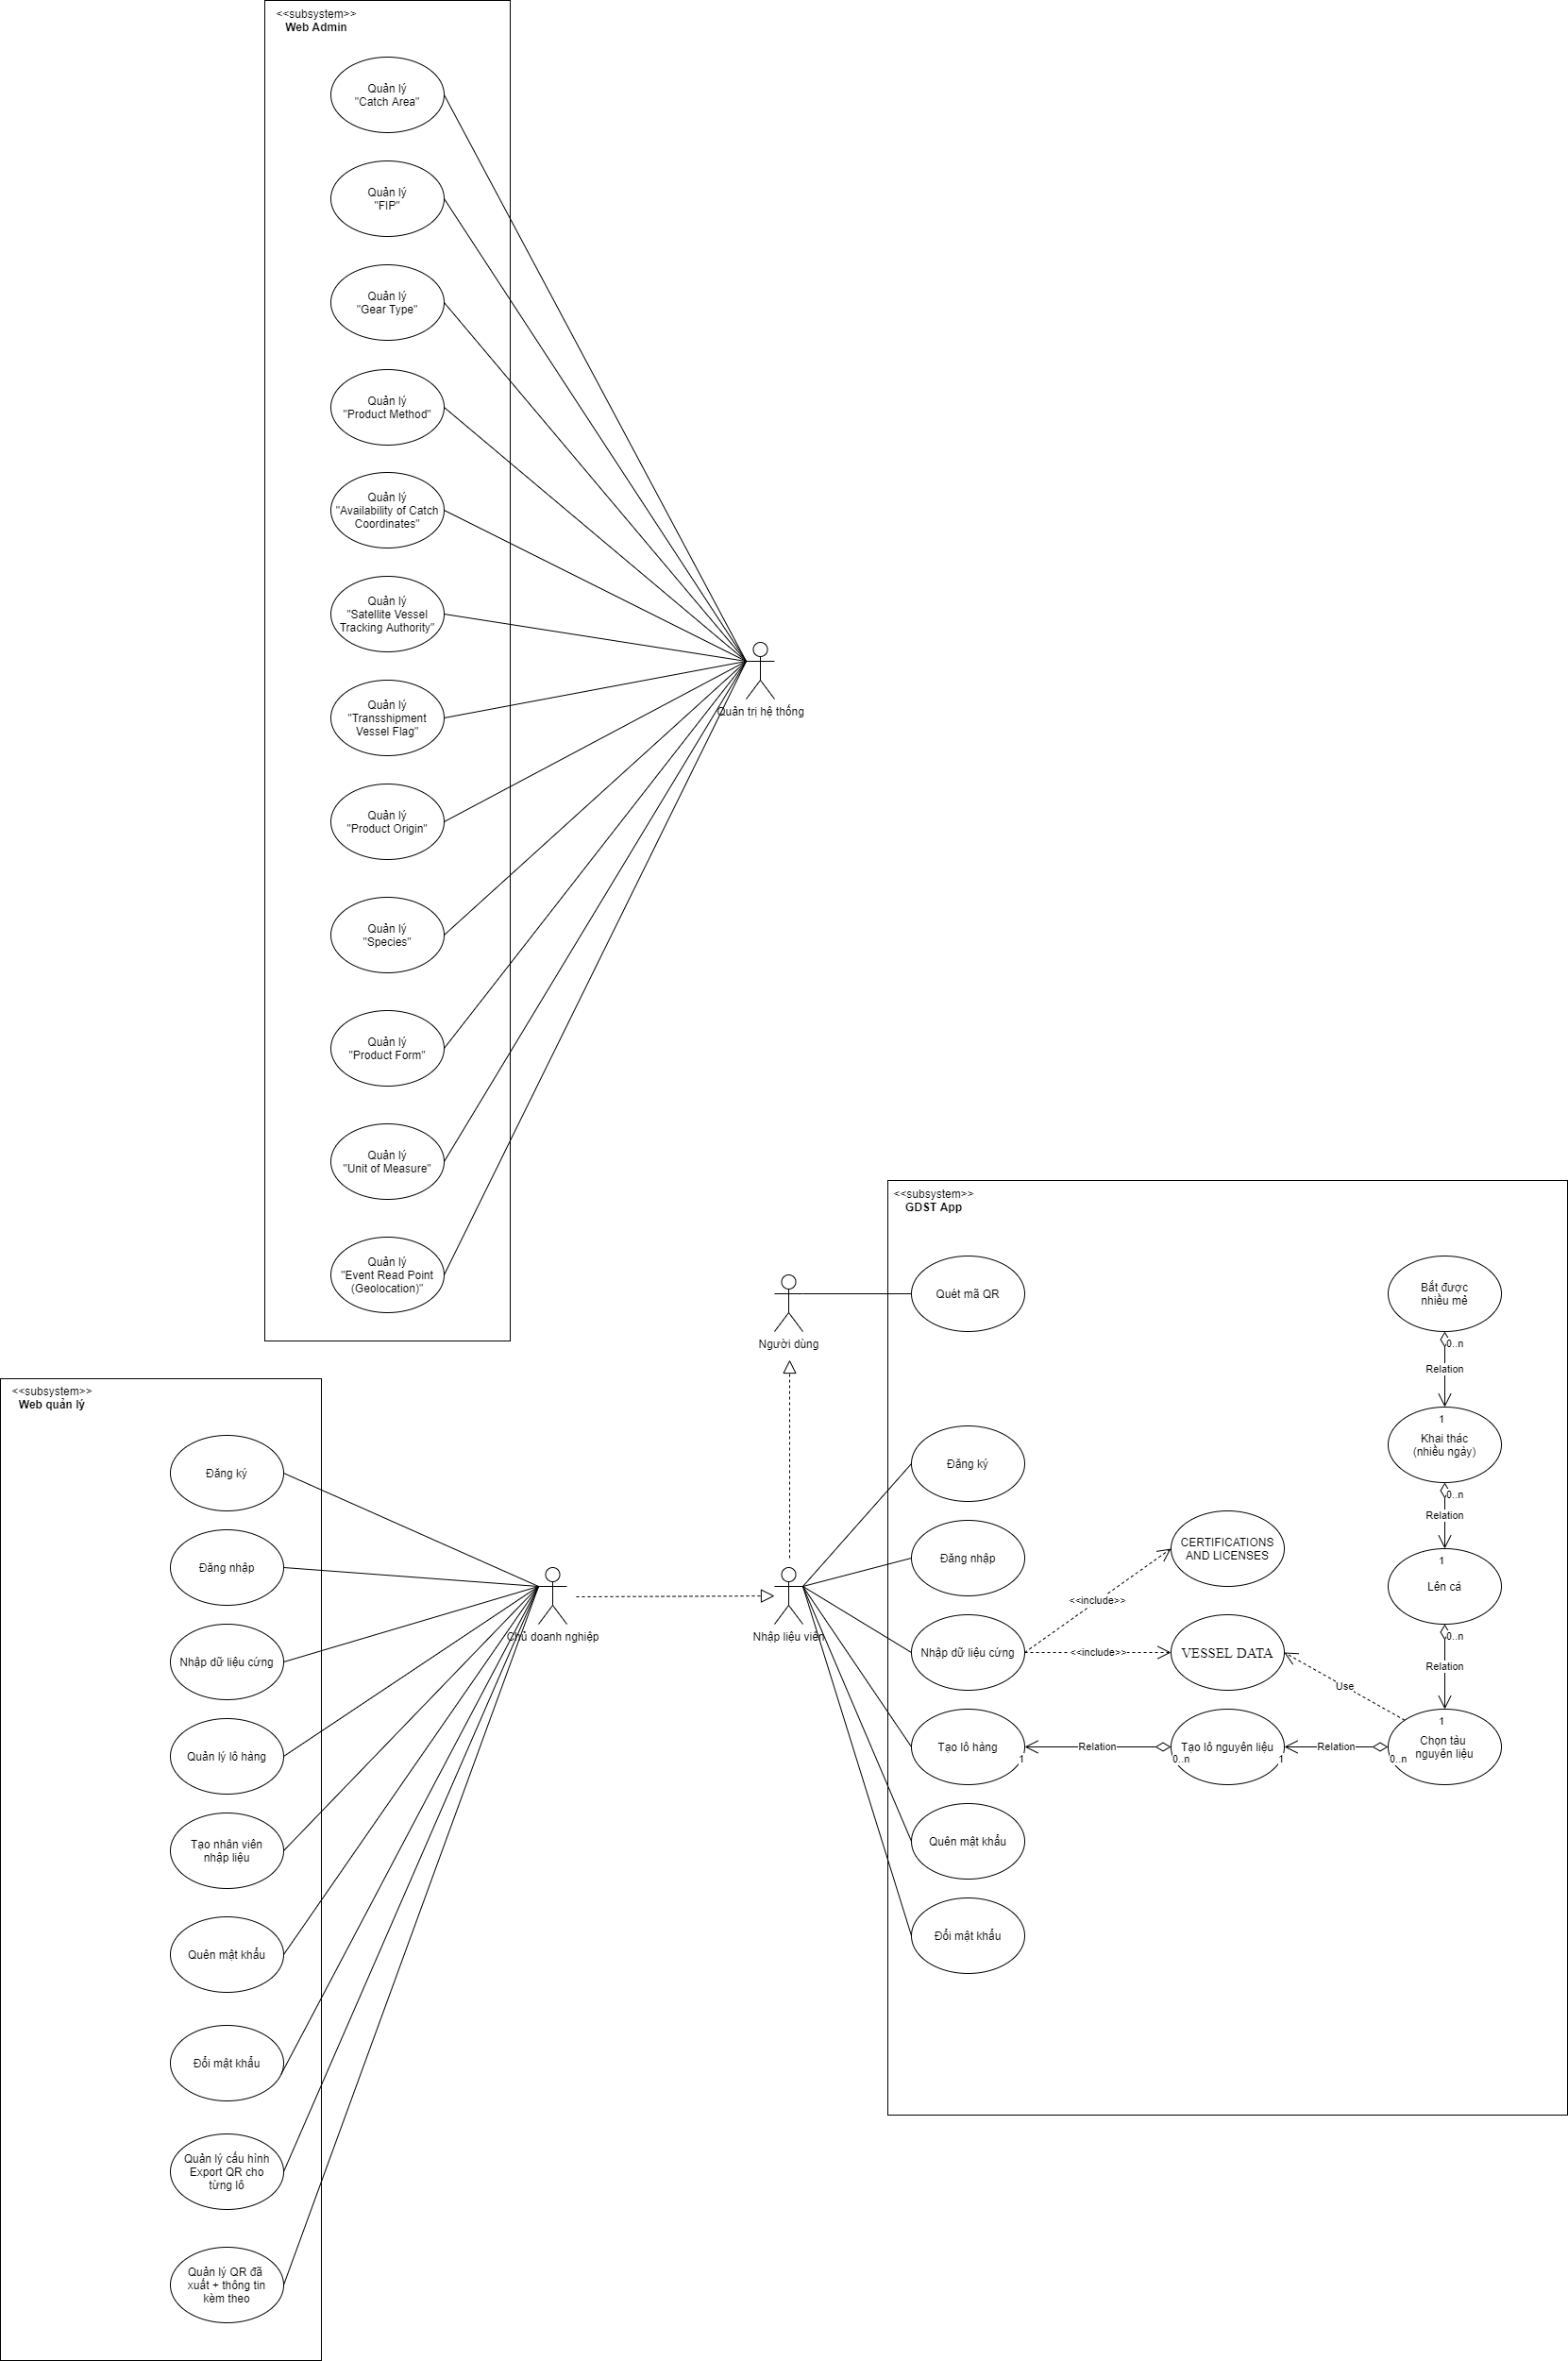 <<subsystem>>
Web Admin
Quản lý
"Catch Area"
Quản lý
"FIP"
Quản lý
"Gear Type"
Quản lý
"Product Method"
Quản lý
"Availability of Catch
Coordinates"
Quản lý
"Satellite Vessel
Tracking Authority"
Quản lý
"Transshipment
Vessel Flag"
Quản lý
"Product Origin"
Quản lý
"Species"
Quản lý
"Product Form"
Quản lý
"Unit of Measure"
Quản lý
"Event Read Point
(Geolocation)"
Quản trị hệ thống
<<subsystem>>
Web quản lý
Đăng ký
Đăng nhập
Nhập dữ liệu cứng
Quản lý lô hàng
Tạo nhân viên
nhập liệu
Quên mật khẩu
Đổi mật khẩu
Quản lý cấu hình
Export QR cho
từng lô
Quản lý QR đã
xuất + thông tin
kèm theo
Chủ doanh nghiệp
Người dùng
Nhập liệu viên
<<subsystem>>
GDST App
Quét mã QR
Đăng ký
Đăng nhập
Nhập dữ liệu cứng
Tạo lô hàng
1
Quên mật khẩu
Đổi mật khẩu
<<include>>
<<include>>
CERTIFICATIONS
AND LICENSES
VESSEL DATA
Use
Relation
0..n
Tạo lô nguyên liệu
1
Relation
0..n
Bắt được
nhiều mẻ
0..n
Relation
1
Khai thác
(nhiều ngày)
0..n
Relation
1
Lên cá
0..n
Relation
1
Chọn tàu
nguyên liệu